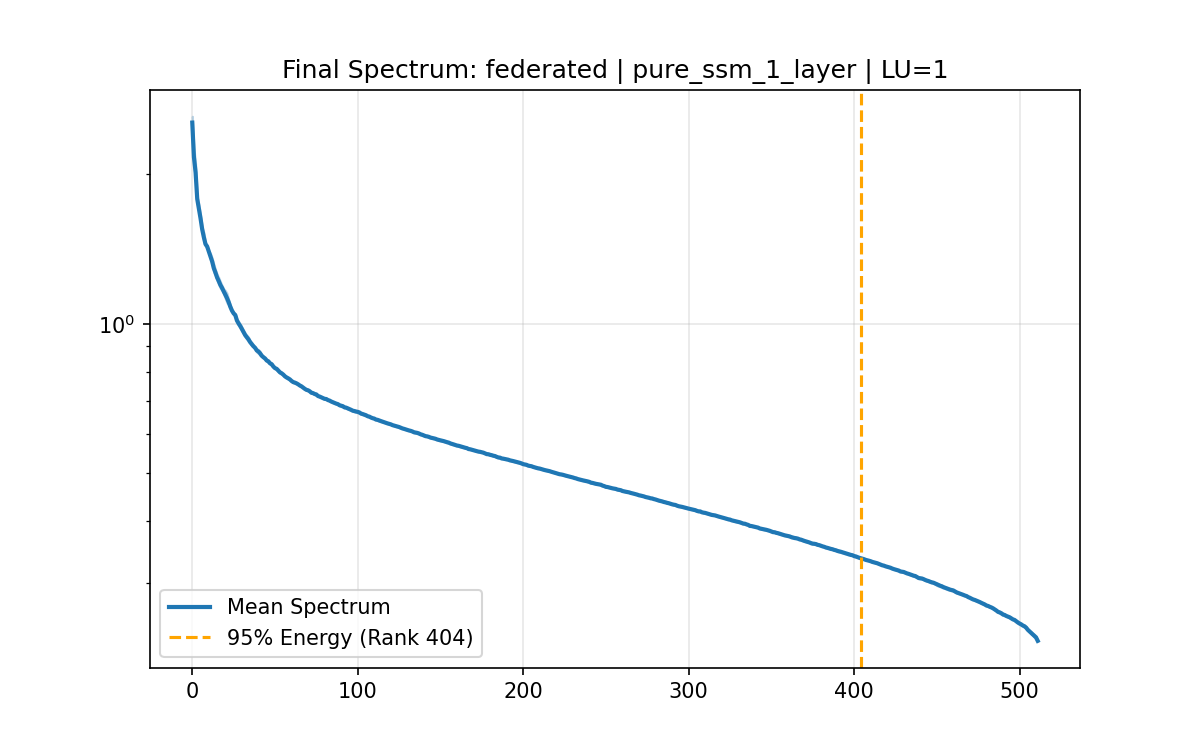 Final Spectrum: federated | pure_ssm_1_layer | LU=1
10⁰
Mean Spectrum
95% Energy (Rank 404)
0 100 200 300 400 500